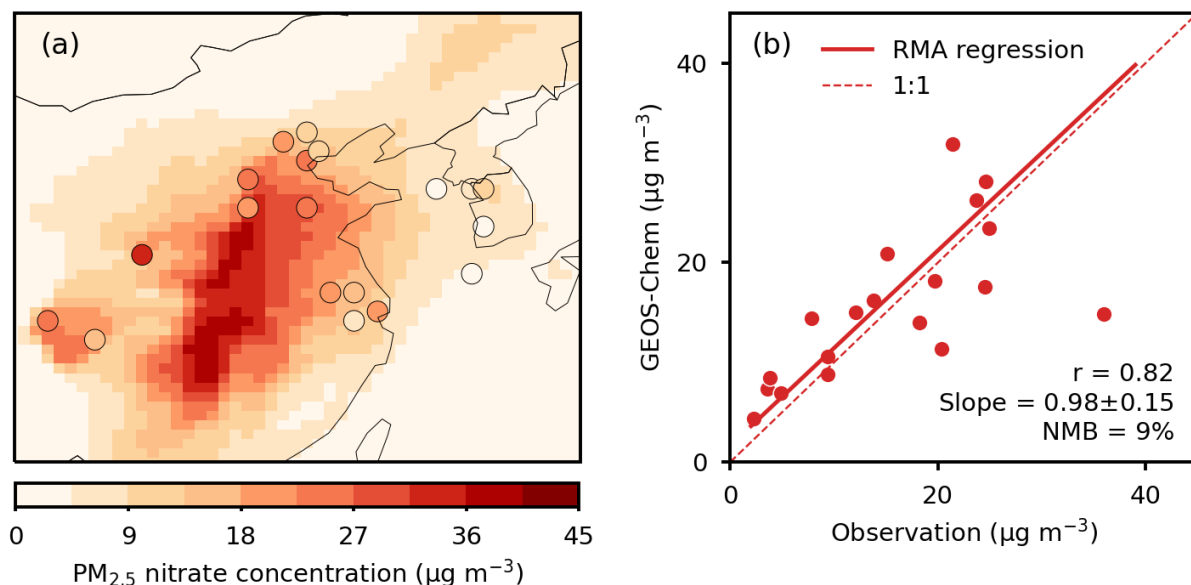 (a)
0 9 18 27 36 45
PM₂.₅ nitrate concentration (µg m⁻³)
(b)
RMA regression
1:1
40
20
0
GEOS-Chem (µg m⁻³)
r = 0.82
Slope = 0.98±0.15
NMB = 9%
0 20 40
Observation (µg m⁻³)